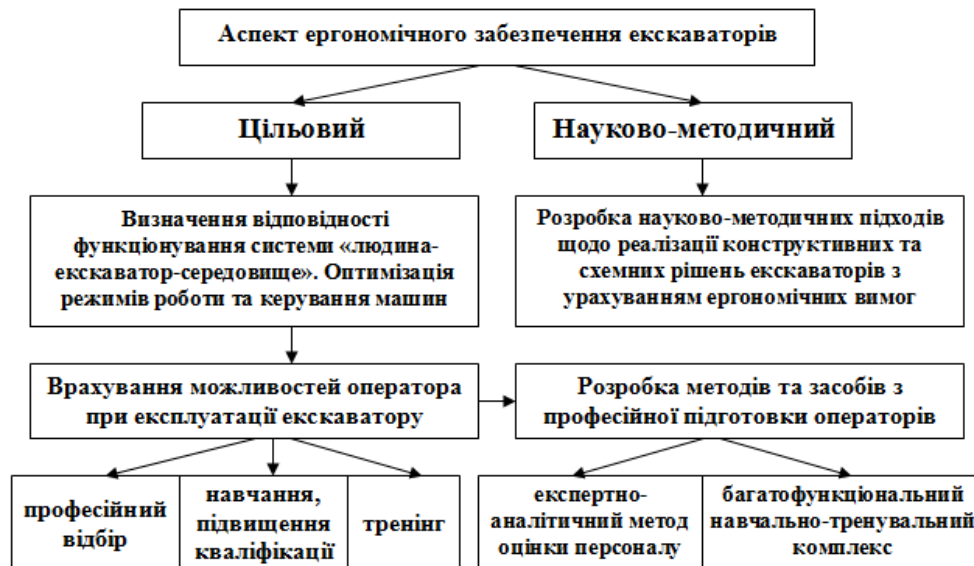 Аспект ергономічного забезпечення екскаваторів
Цільовий
Науково-методичний
Визначення відповідності
функціонування системи «людина-
екскаватор-середовище». Оптимізація
режимів роботи та керування машин
Розробка науково-методичних підходів
щодо реалізації конструктивних та
схемних рішень екскаваторів з
урахуванням ергономічних вимог
Врахування можливостей оператора
при експлуатації екскаватору
Розробка методів та засобів з
професійної підготовки операторів
професійний
відбір
навчання,
підвищення
кваліфікації
тренінг
експертно-
аналітичний метод
оцінки персоналу
багатофункціональний
навчально-тренувальний
комплекс